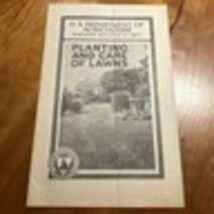 U.S. DEPARTMENT OF
AGRICULTURE
PLANTING
AND CARE
OF LAWNS